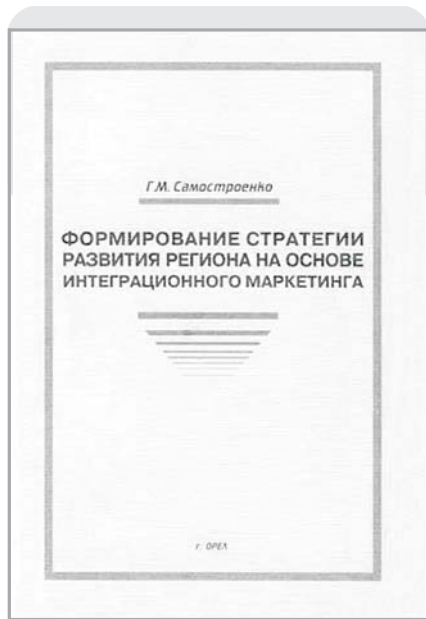 Г.М. Самостроенко
ФОРМИРОВАНИЕ СТРАТЕГИИ
РАЗВИТИЯ РЕГИОНА НА ОСНОВЕ
ИНТЕГРАЦИОННОГО МАРКЕТИНГА
г. ОРЕЛ